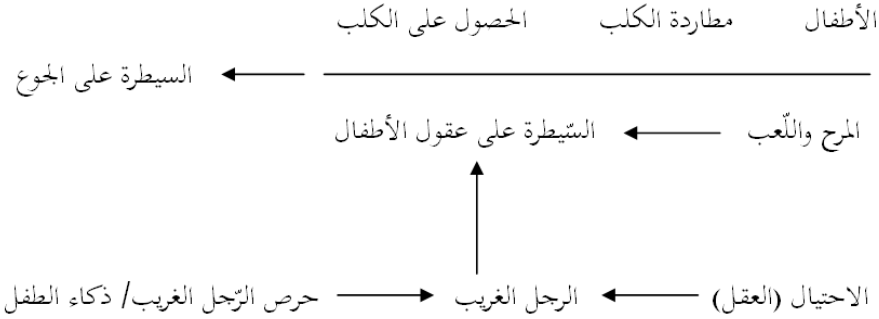 الأطفال مطاردة الكلب الحصول على الكلب
السيطرة على الجوع
المرح واللّعب السّيطرة على عقول الأطفال
الاحتيال (العقل) الرجل الغريب حرص الرّجل الغريب/ ذكاء الطفل